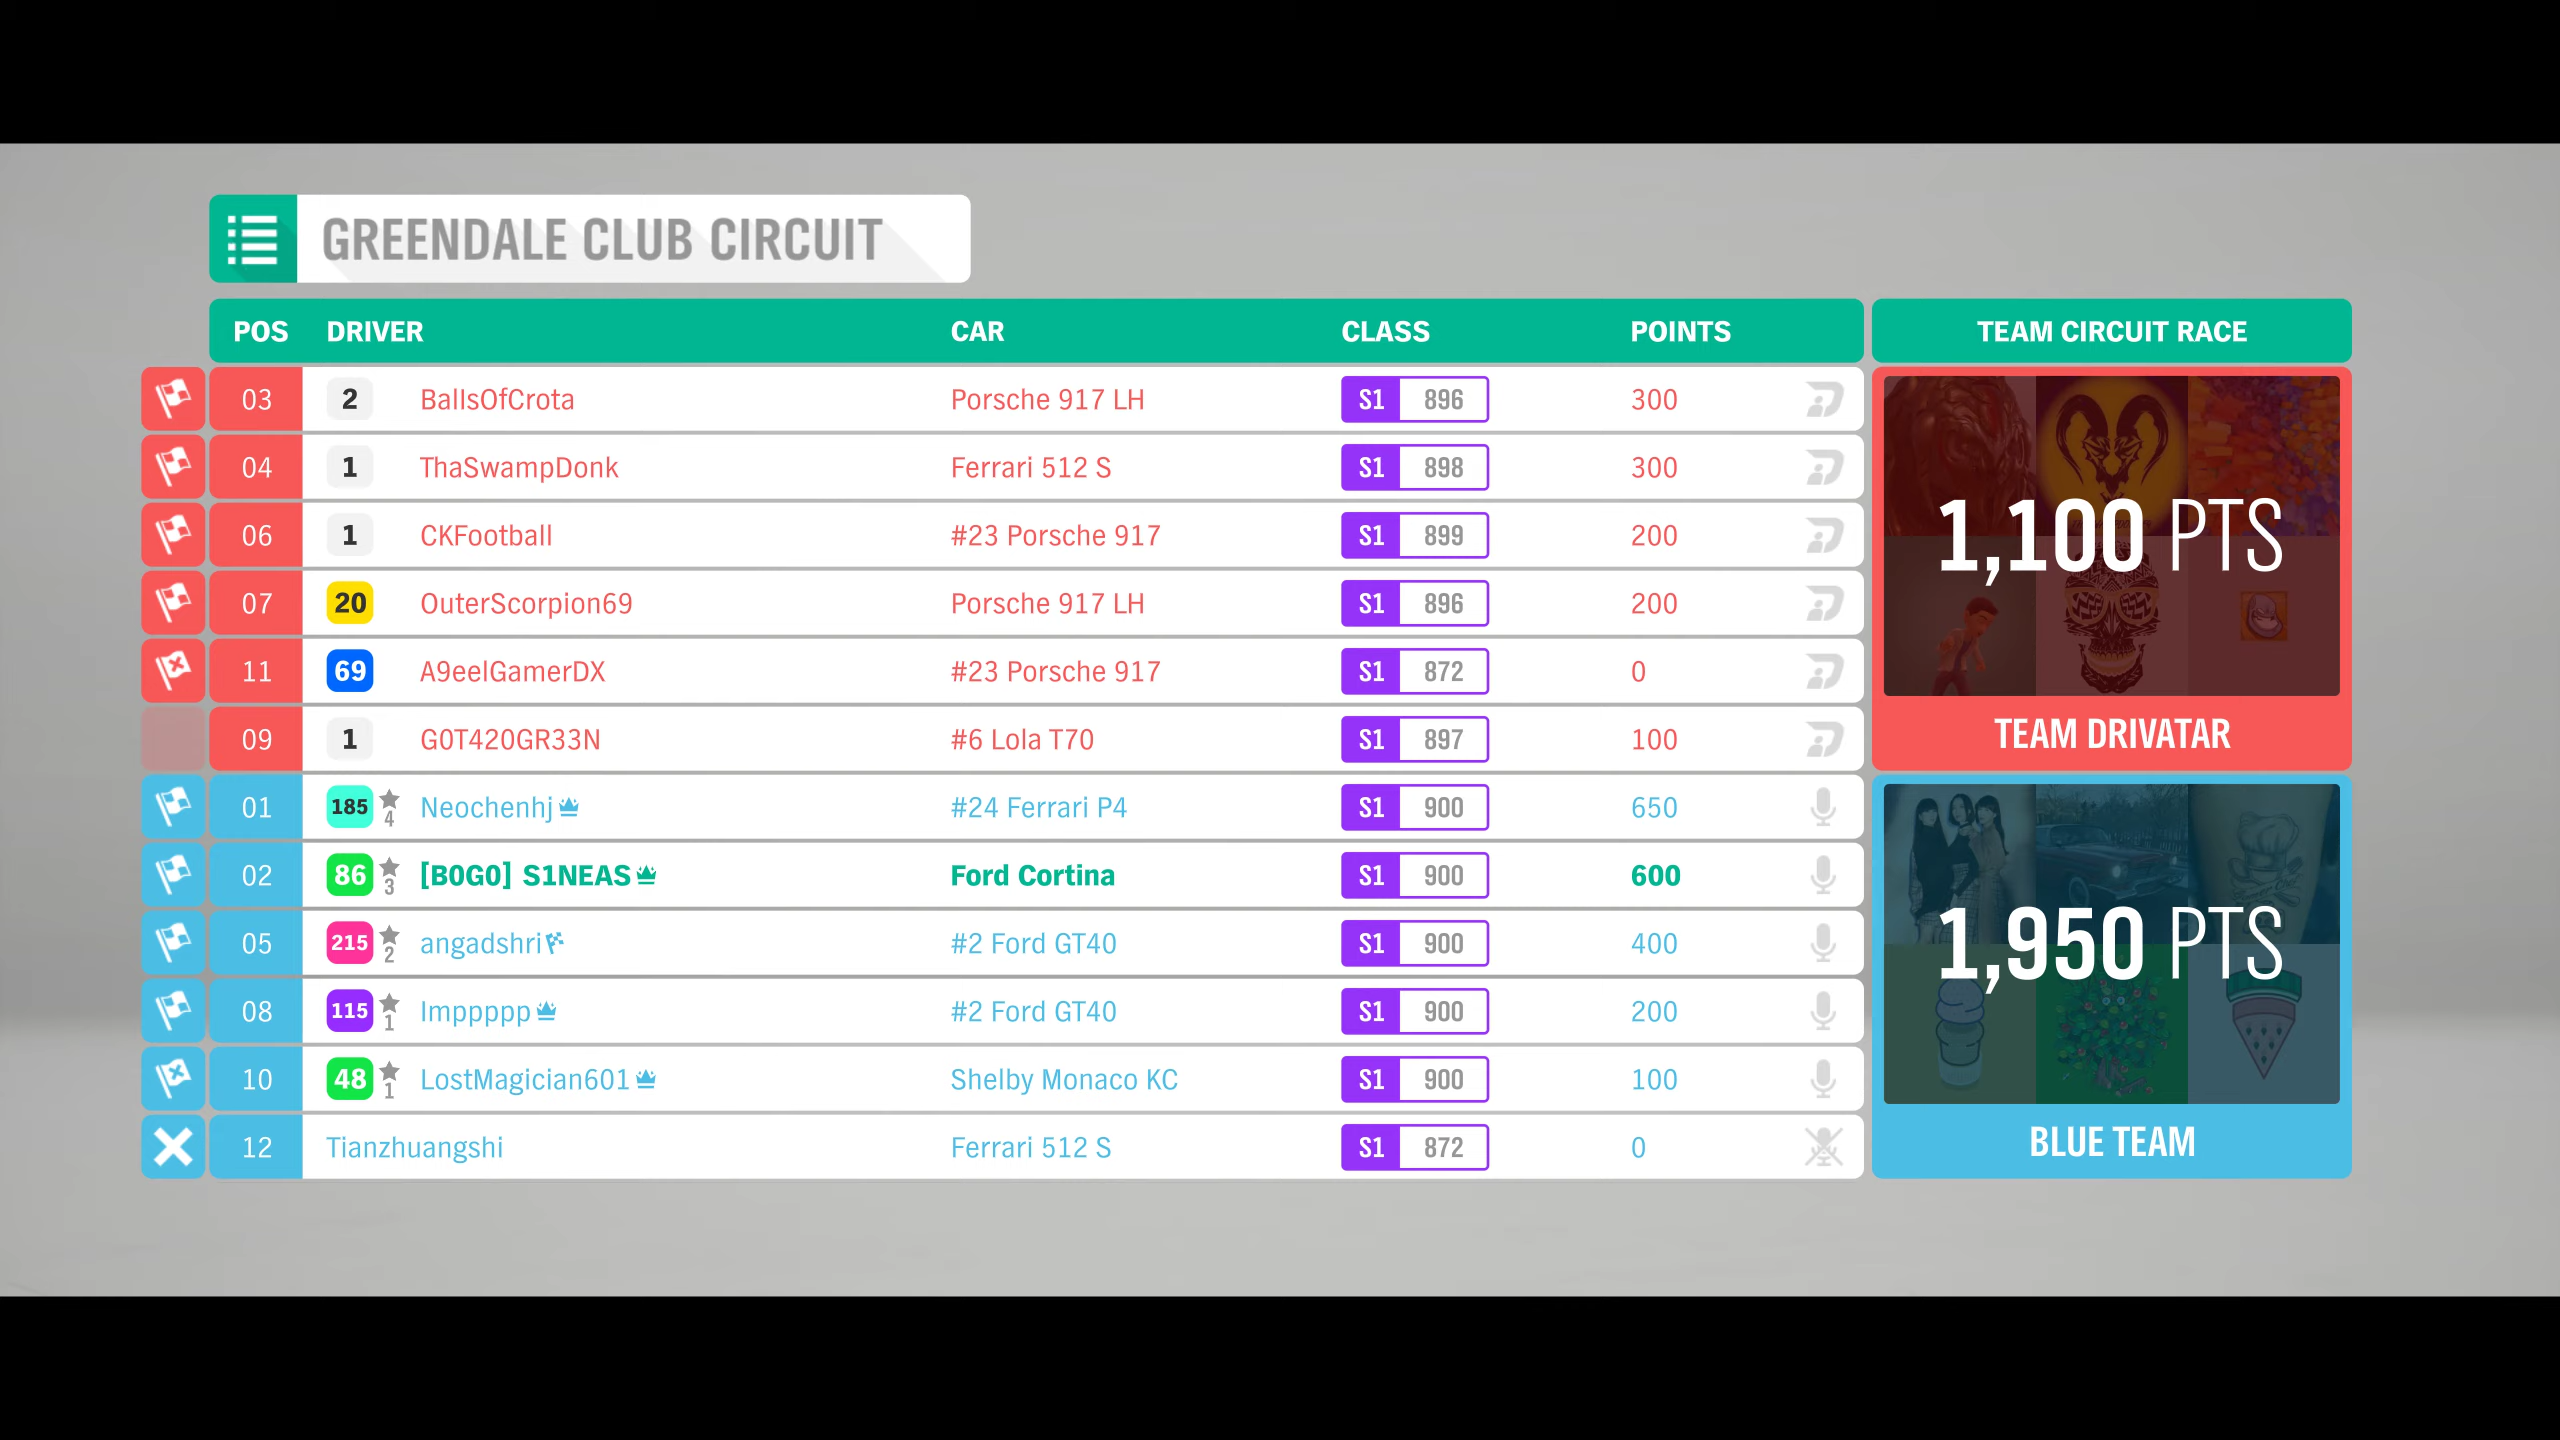 GREENDALE CLUB CIRCUIT
POS DRIVER CAR CLASS POINTS TEAM CIRCUIT RACE
03 2 BallsOfCrota Porsche 917 LH S1 896 300
04 1 ThaSwampDonk Ferrari 512 S S1 898 300
06 1 CKFootball #23 Porsche 917 S1 899 200
07 20 OuterScorpion69 Porsche 917 LH S1 896 200
11 69 A9eelGamerDX #23 Porsche 917 S1 872 0
09 1 G0T420GR33N #6 Lola T70 S1 897 100
1,100 PTS
TEAM DRIVATAR
01 185 4 Neochenhj #24 Ferrari P4 S1 900 650
02 86 3 [B0G0] S1NEAS Ford Cortina S1 900 600
05 215 2 angadshri #2 Ford GT40 S1 900 400
08 115 1 Imppppp #2 Ford GT40 S1 900 200
10 48 1 LostMagician601 Shelby Monaco KC S1 900 100
12 Tianzhuangshi Ferrari 512 S S1 872 0
1,950 PTS
BLUE TEAM